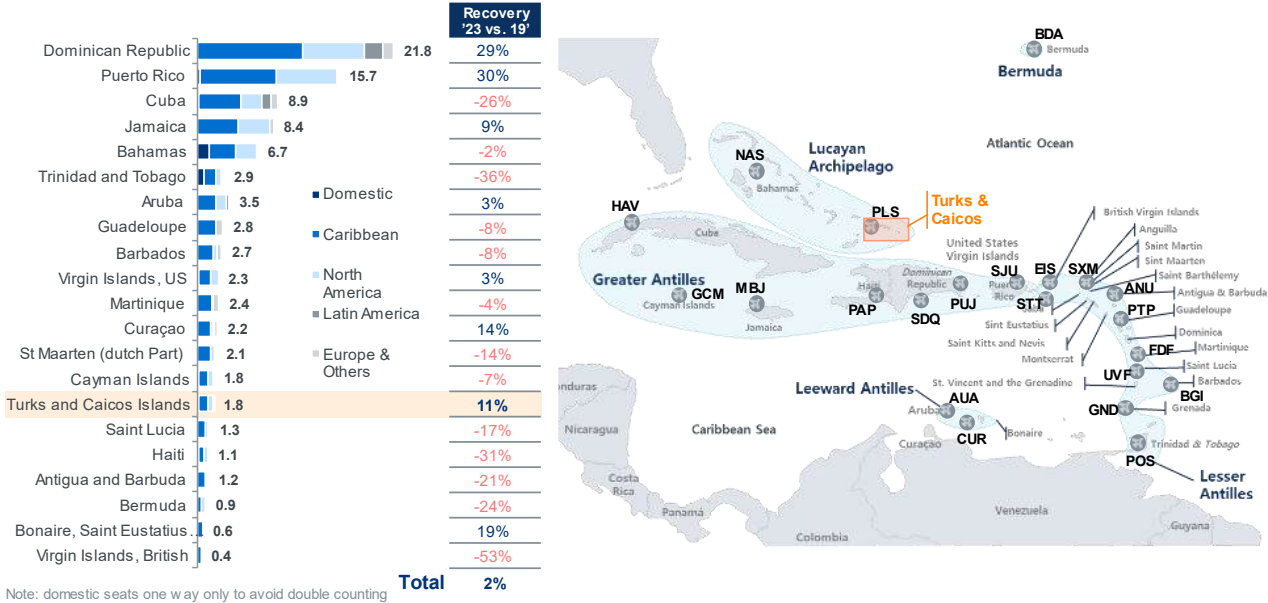 Recovery
’23 vs. 19’
Dominican Republic 21.8 29%
Puerto Rico 15.7 30%
Cuba 8.9 -26%
Jamaica 8.4 9%
Bahamas 6.7 -2%
Trinidad and Tobago 2.9 -36%
Aruba 3.5 3%
Guadeloupe 2.8 -8%
Barbados 2.7 -8%
Virgin Islands, US 2.3 3%
Martinique 2.4 -4%
Curaçao 2.2 14%
St Maarten (dutch Part) 2.1 -14%
Cayman Islands 1.8 -7%
Turks and Caicos Islands 1.8 11%
Saint Lucia 1.3 -17%
Haiti 1.1 -31%
Antigua and Barbuda 1.2 -21%
Bermuda 0.9 -24%
Bonaire, Saint Eustatius .. 0.6 19%
Virgin Islands, British 0.4 -53%
Total 2%
Domestic
Caribbean
North
America
Latin America
Europe &
Others
Note: domestic seats one way only to avoid double counting
BDA
Bermuda
Bermuda
Atlantic Ocean
Lucayan
Archipelago
NAS
Bahamas
PLS
Turks &
Caicos
HAV
Cuba
Greater Antilles
GCM
Cayman Islands
MBJ
Jamaica
Haiti
PAP
Dominican
Republic
SDQ
PUJ
United States
Virgin Islands
SJU
Puerto
Rico
EIS
STT
SXM
British Virgin Islands
Anguilla
Saint Martin
Sint Maarten
Saint Barthélemy
ANU
Antigua & Barbuda
PTP
Guadeloupe
Saba
Sint Eustatius
Saint Kitts and Nevis
Montserrat
Dominica
FDF
Martinique
UVF
Saint Lucia
St. Vincent and the Grenadine
BGI
Barbados
GND
Grenada
POS
Trinidad & Tobago
Lesser
Antilles
Leeward Antilles
AUA
Aruba
CUR
Curaçao
Bonaire
Caribbean Sea
onduras
Nicaragua
Costa
Rica
Panamá
Colombia
Venezuela
Guyana